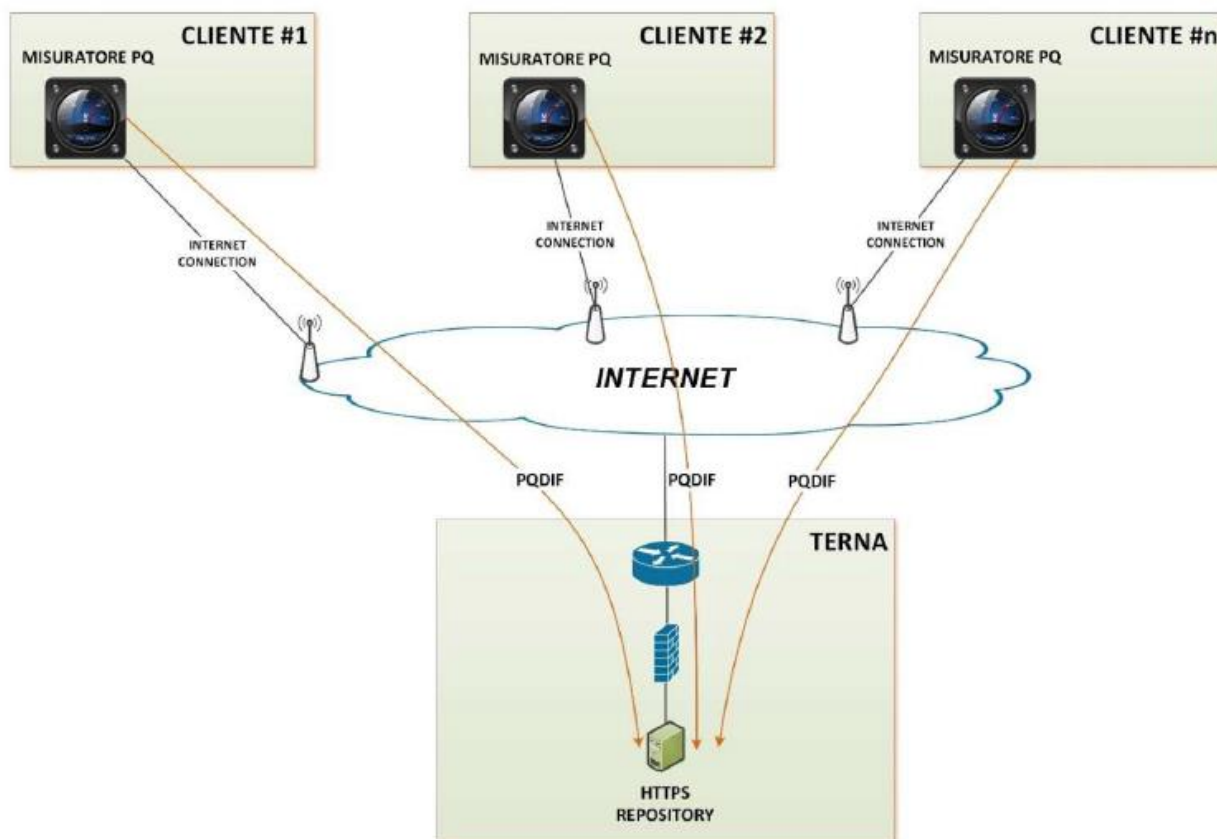 CLIENTE #1
MISURATORE PQ
CLIENTE #2
MISURATORE PQ
CLIENTE #n
MISURATORE PQ
INTERNET
CONNECTION
INTERNET
CONNECTION
INTERNET
CONNECTION
INTERNET
PQDIF
PQDIF
PQDIF
TERNA
HTTPS
REPOSITORY